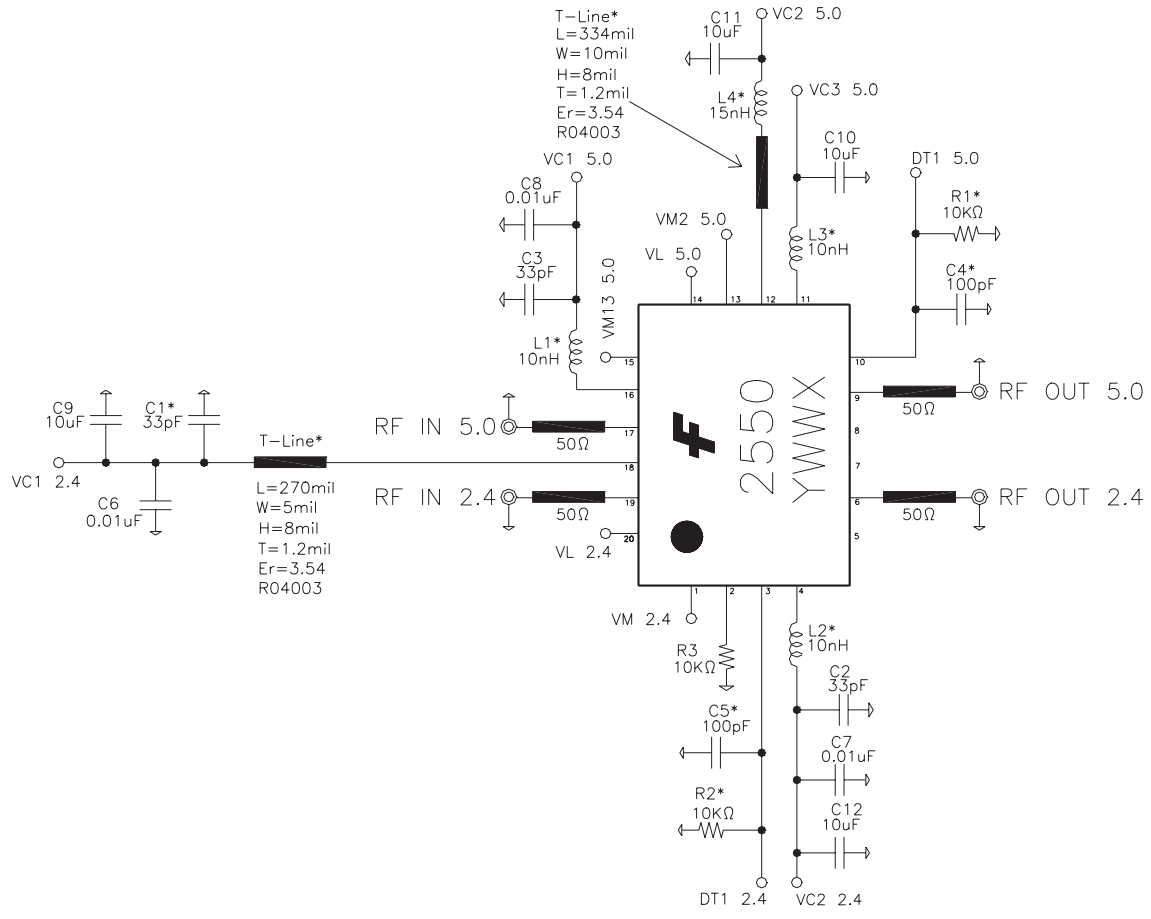 T-Line*
L=334mil
W=10mil
H=8mil
T=1.2mil
Er=3.54
R04003
C11
10uF
VC2 5.0
L4*
15nH
VC3 5.0
C10
10uF
L3*
10nH
DT1 5.0
R1*
10KΩ
C4*
100pF
VC1 5.0
C8
0.01uF
C3
33pF
L1*
10nH
VM2 5.0
VL 5.0
VM13 5.0
14
13
12
11
15
16
17
18
19
20
10
9
8
7
6
5
1
2
3
4
2550
YWWX
RF IN 5.0
50Ω
RF IN 2.4
50Ω
VL 2.4
RF OUT 5.0
50Ω
RF OUT 2.4
50Ω
C9
10uF
C1*
33pF
T-Line*
VC1 2.4
C6
0.01uF
L=270mil
W=5mil
H=8mil
T=1.2mil
Er=3.54
R04003
VM 2.4
R3
10KΩ
L2*
10nH
C2
33pF
C5*
100pF
C7
0.01uF
R2*
10KΩ
C12
10uF
DT1 2.4
VC2 2.4